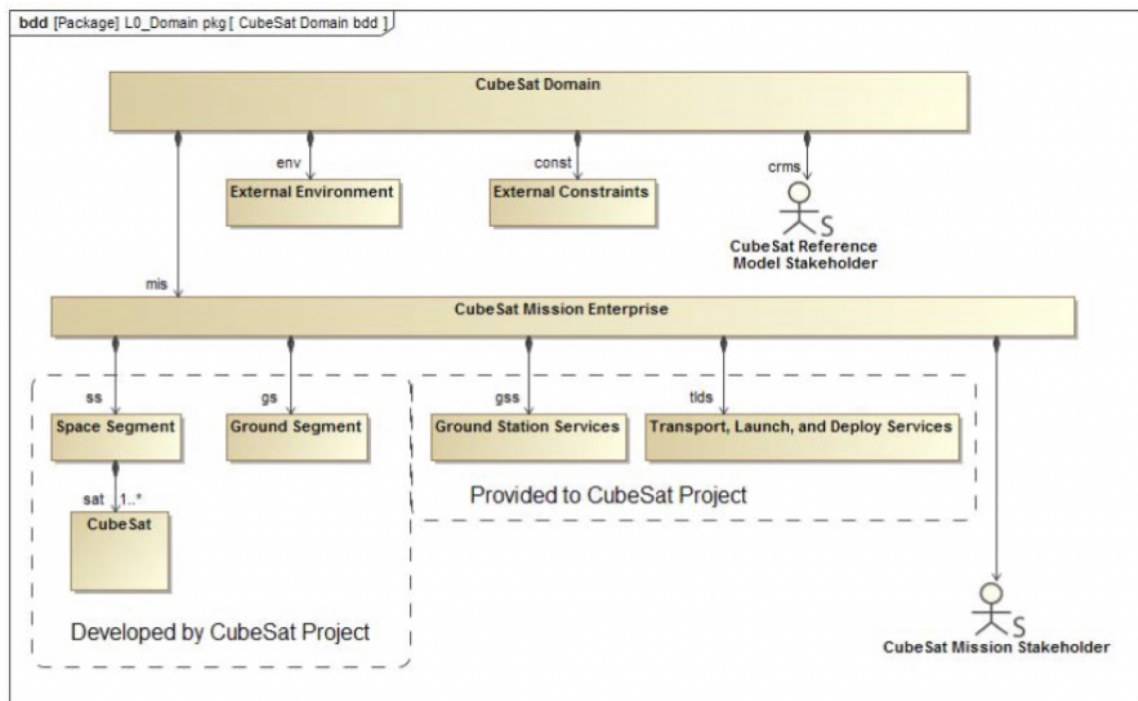 bdd [Package] L0_Domain pkg [ CubeSat Domain bdd ]
CubeSat Domain
env
const
crms
External Environment
External Constraints
S
CubeSat Reference
Model Stakeholder
mis
CubeSat Mission Enterprise
ss
gs
gss
tlds
Space Segment
Ground Segment
Ground Station Services
Transport, Launch, and Deploy Services
sat 1..*
Provided to CubeSat Project
CubeSat
Developed by CubeSat Project
S
CubeSat Mission Stakeholder